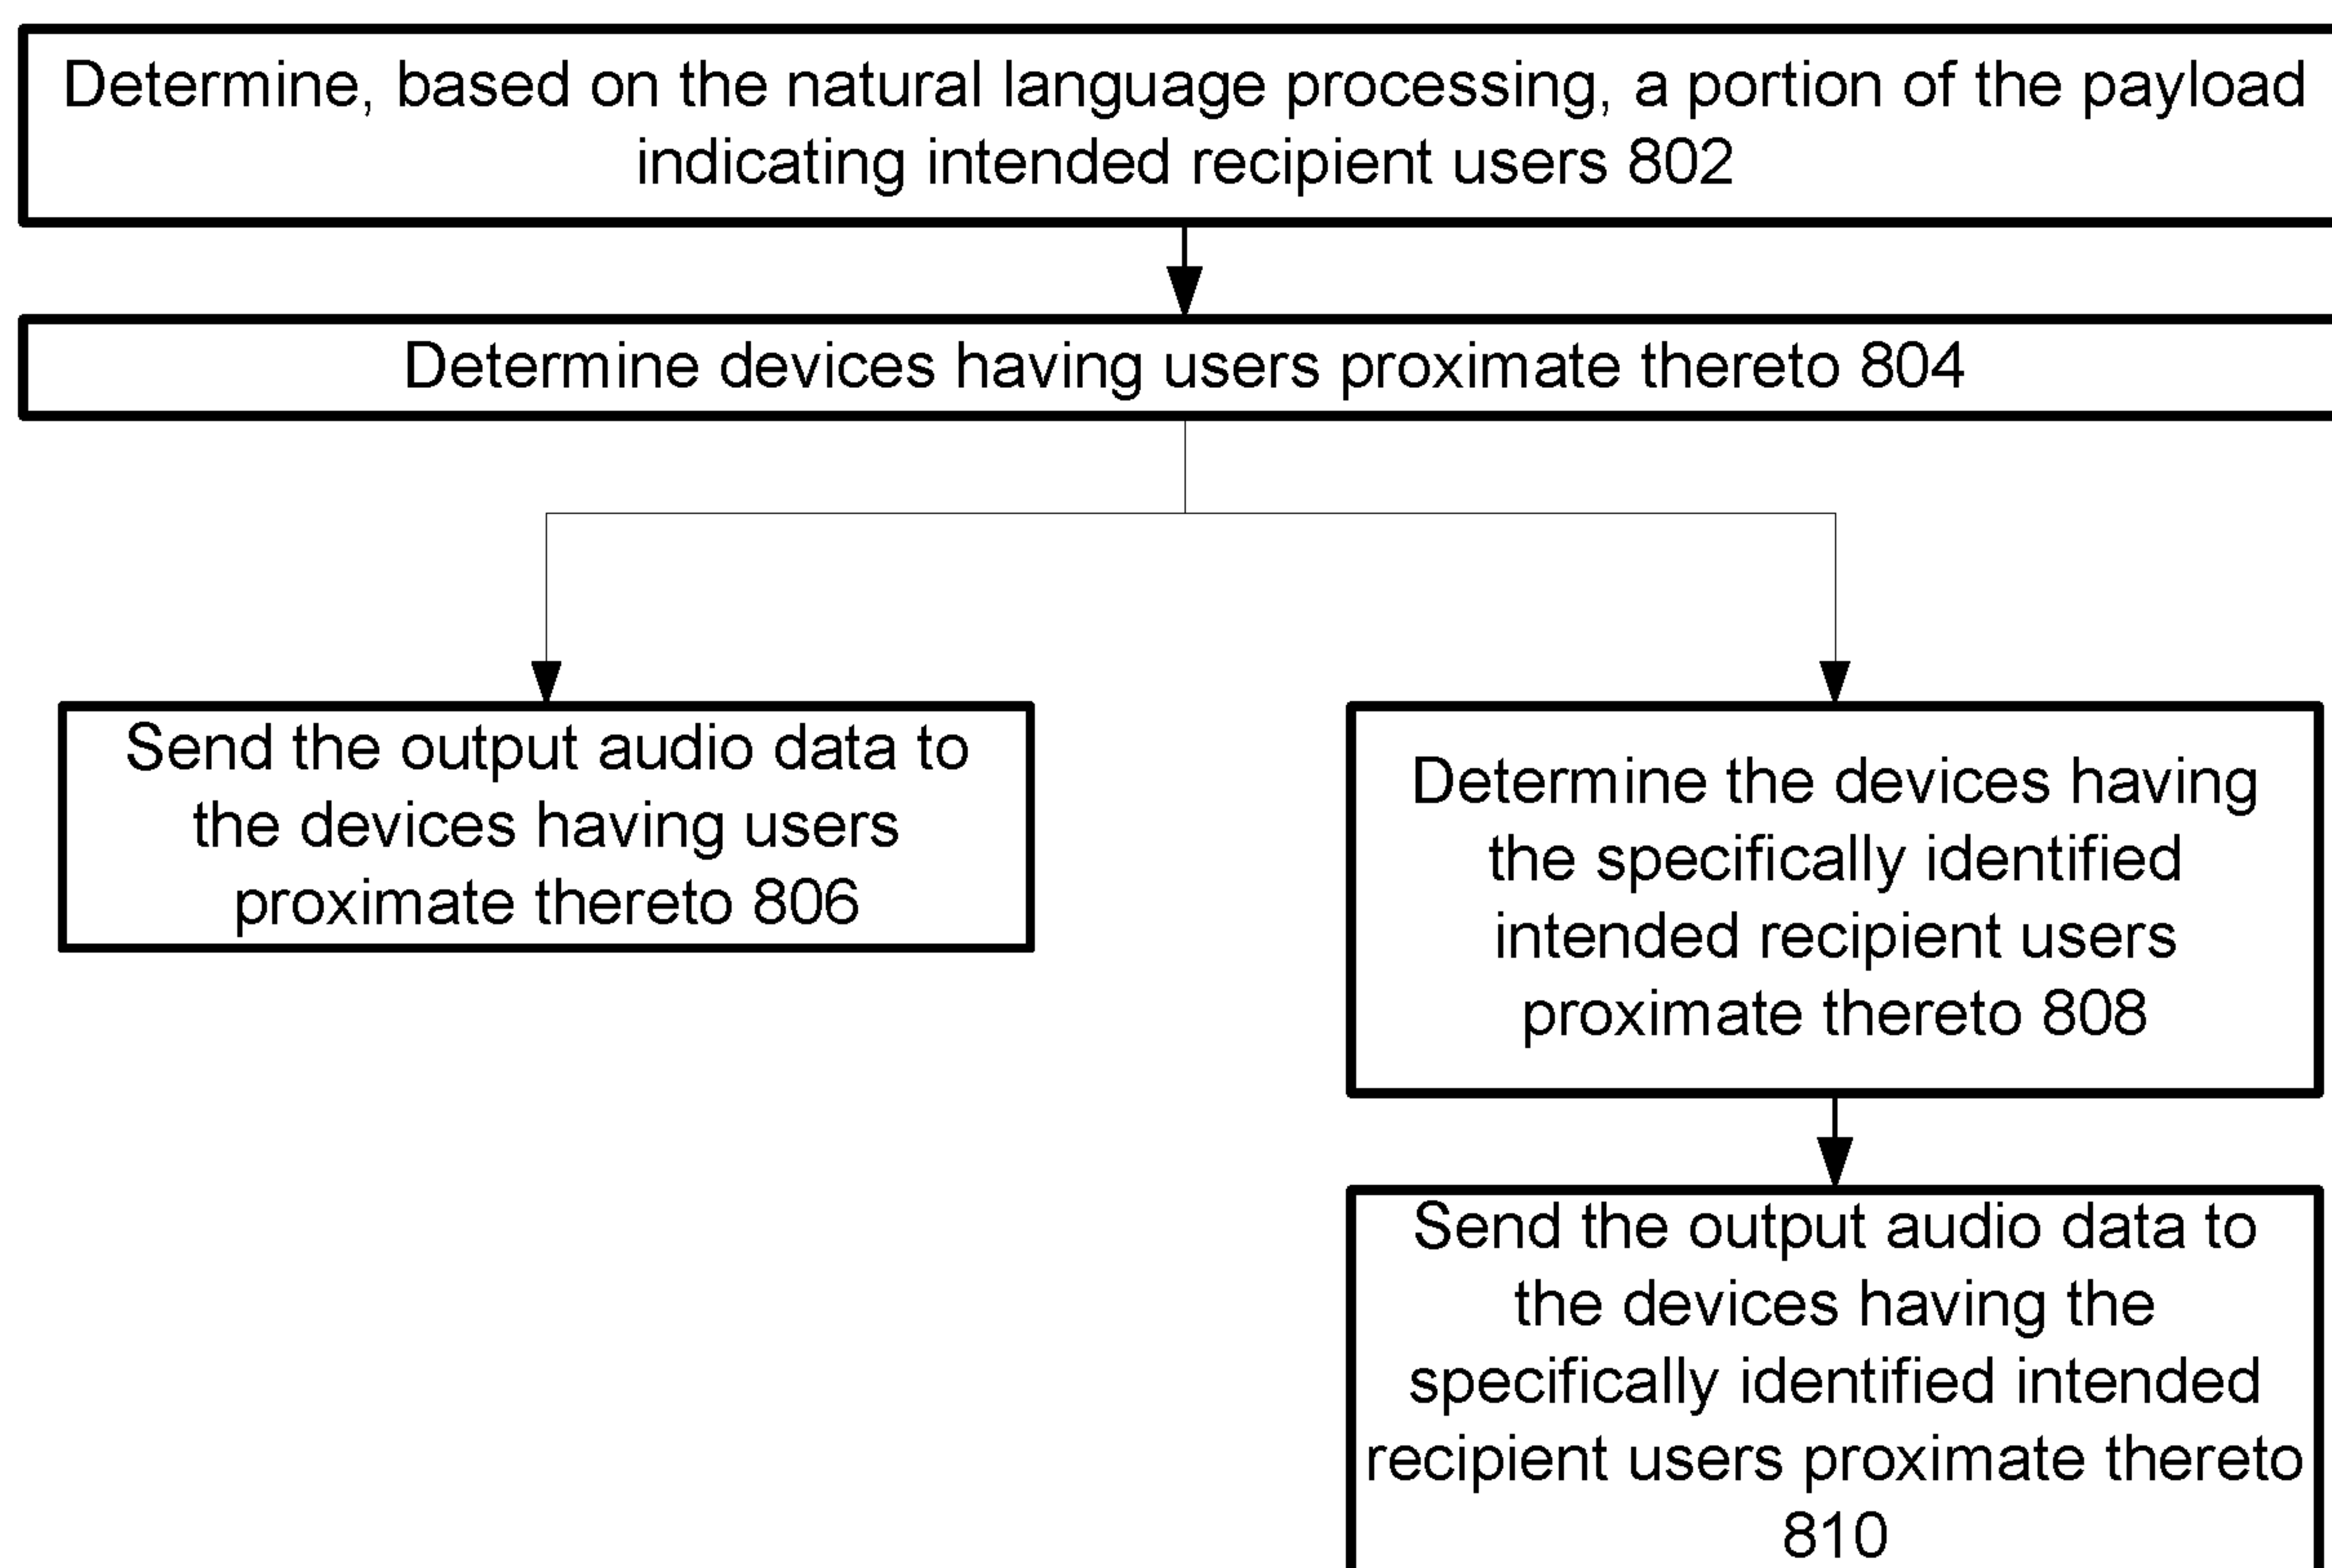 Determine, based on the natural language processing, a portion of the payload
indicating intended recipient users 802
Determine devices having users proximate thereto 804
Send the output audio data to
the devices having users
proximate thereto 806
Determine the devices having
the specifically identified
intended recipient users
proximate thereto 808
Send the output audio data to
the devices having the
specifically identified intended
recipient users proximate thereto
810